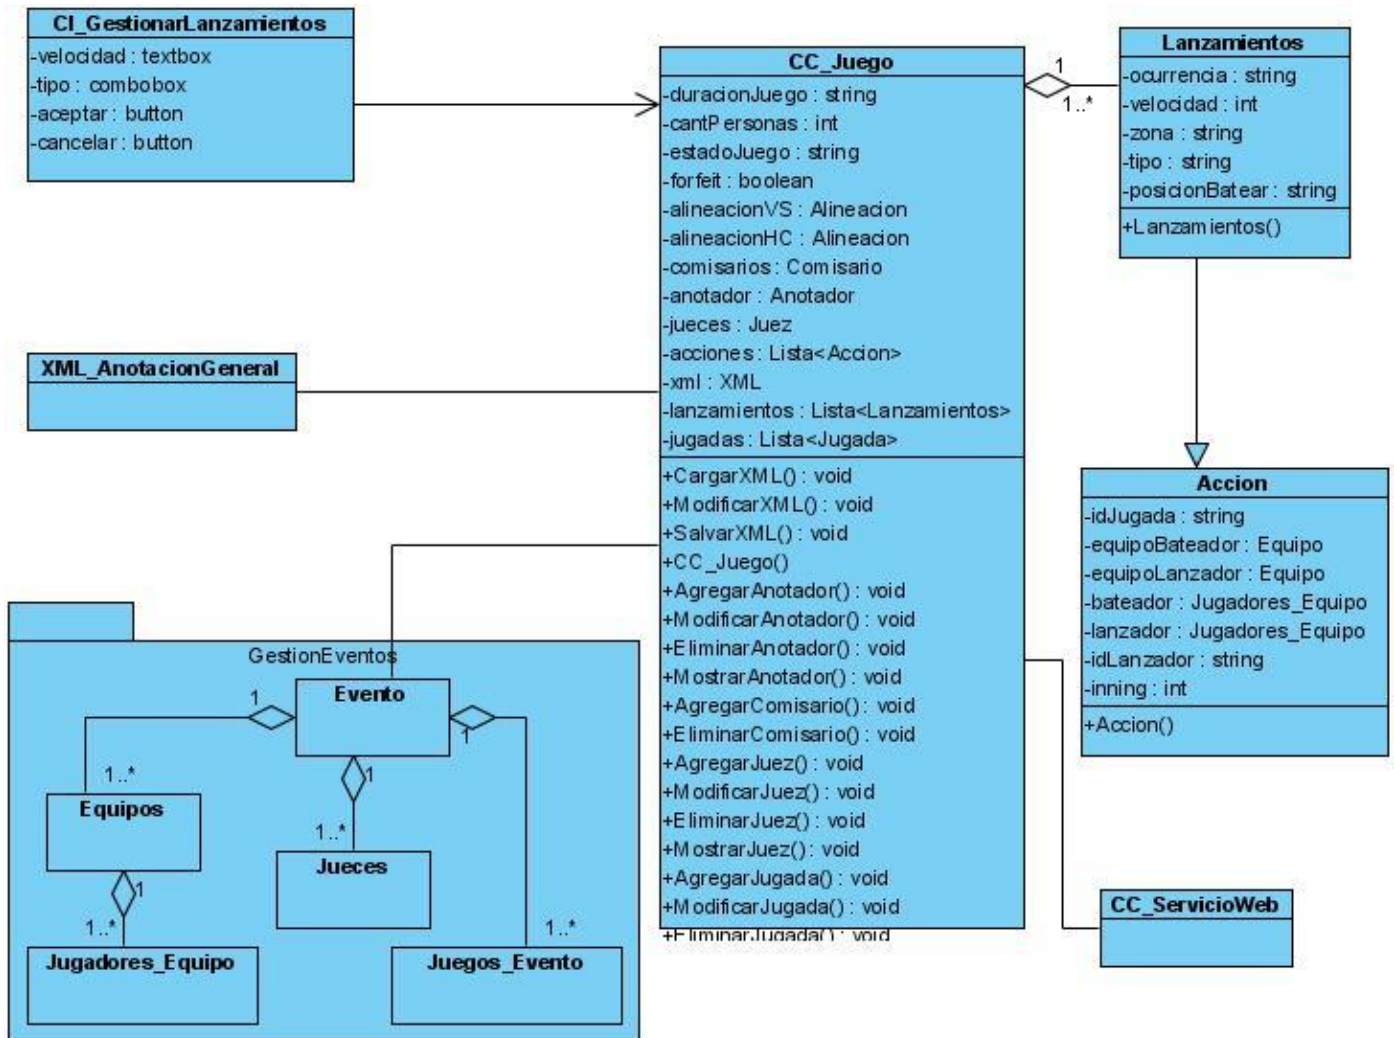 CI_GestionarLanzamientos
-velocidad : textbox
-tipo : combobox
-aceptar : button
-cancelar : button
CC_Juego
-duracionJuego : string
-cantPersonas : int
-estadoJuego : string
-forfeit : boolean
-alineacionVS : Alineacion
-alineacionHC : Alineacion
-comisarios : Comisario
-anotador : Anotador
-jueces : Juez
-acciones : Lista<Accion>
-xml : XML
-lanzamientos : Lista<Lanzamientos>
-jugadas : Lista<Jugada>
+CargarXML() : void
+ModificarXML() : void
+SalvarXML() : void
+CC_Juego()
+AgregarAnotador() : void
+ModificarAnotador() : void
+EliminarAnotador() : void
+MostrarAnotador() : void
+AgregarComisario() : void
+EliminarComisario() : void
+AgregarJuez() : void
+ModificarJuez() : void
+EliminarJuez() : void
+MostrarJuez() : void
+AgregarJugada() : void
+ModificarJugada() : void
+EliminarJugada() : void
1
1..*
Lanzamientos
-ocurrencia : string
-velocidad : int
-zona : string
-tipo : string
-posicionBatear : string
+Lanzamientos()
XML_AnotacionGeneral
Accion
-idJugada : string
-equipoBateador : Equipo
-equipoLanzador : Equipo
-bateador : Jugadores_Equipo
-lanzador : Jugadores_Equipo
-idLanzador : string
-inning : int
+Accion()
GestionEventos
Evento
1
1
1
1..*
Equipos
1..*
Jueces
1
1..*
1..*
Jugadores_Equipo
Juegos_Evento
CC_ServicioWeb